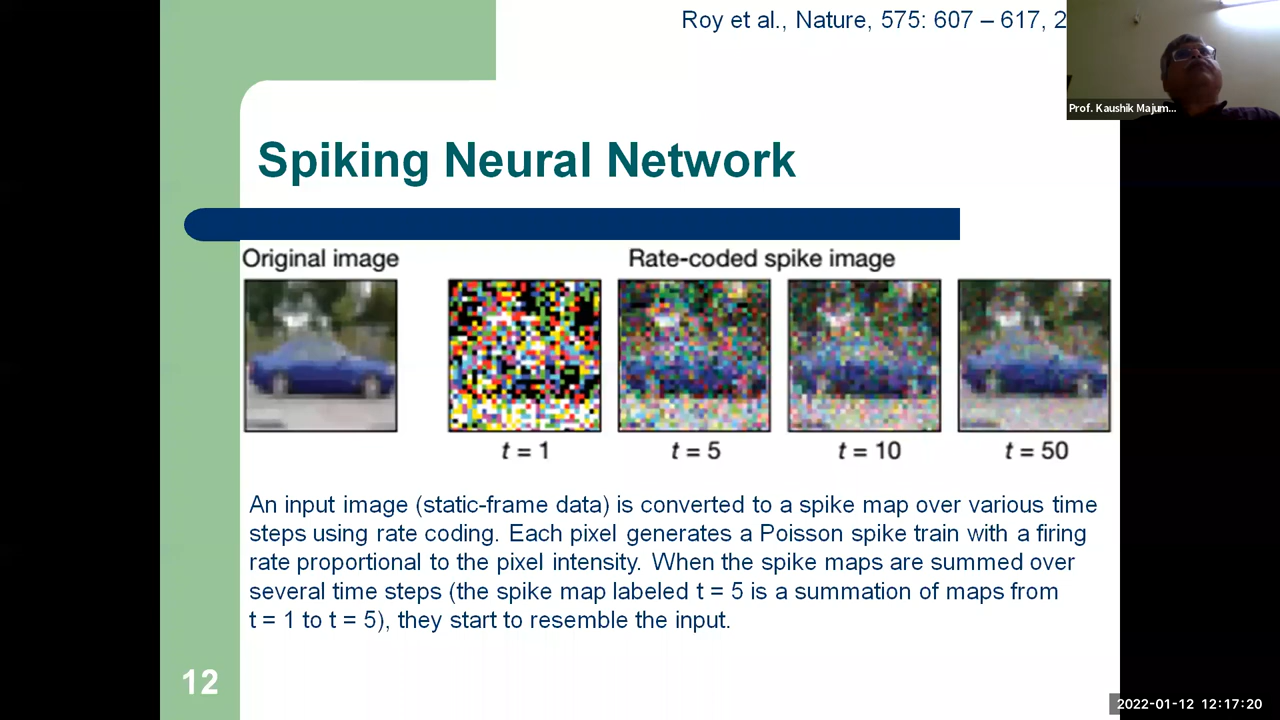 Roy et al., Nature, 575: 607 – 617, 2
Prof. Kaushik Majum...
Spiking Neural Network
Original image
Rate-coded spike image
t = 1
t = 5
t = 10
t = 50
An input image (static-frame data) is converted to a spike map over various time
steps using rate coding. Each pixel generates a Poisson spike train with a firing
rate proportional to the pixel intensity. When the spike maps are summed over
several time steps (the spike map labeled t = 5 is a summation of maps from
t = 1 to t = 5), they start to resemble the input.
12
2022-01-12 12:17:20